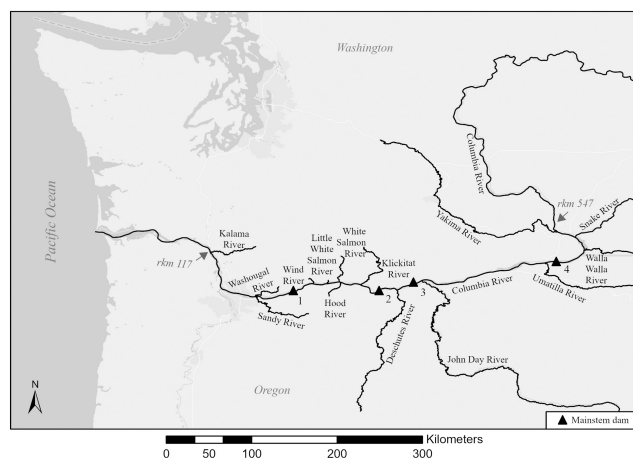 Washington
Pacific Ocean
Columbia River
rkm 547
Snake River
Yakima River
Kalama
River
rkm 117
Little
White
Salmon
River
White
Salmon
River
Wind
River
Washougal
River
Klickitat
River
Walla
Walla
River
4
3
2
1
Columbia River
Umatilla River
Hood
River
Sandy River
Deschutes River
John Day River
Oregon
N
Mainstem dam
Kilometers
0 50 100 200 300